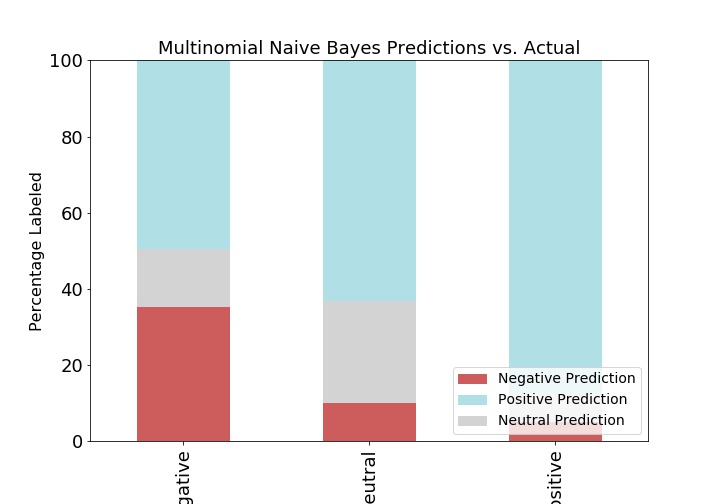 Multinomial Naive Bayes Predictions vs. Actual
Percentage Labeled
100
80
60
40
20
0
Negative Prediction
Positive Prediction
Neutral Prediction
gative
eutral
ositive